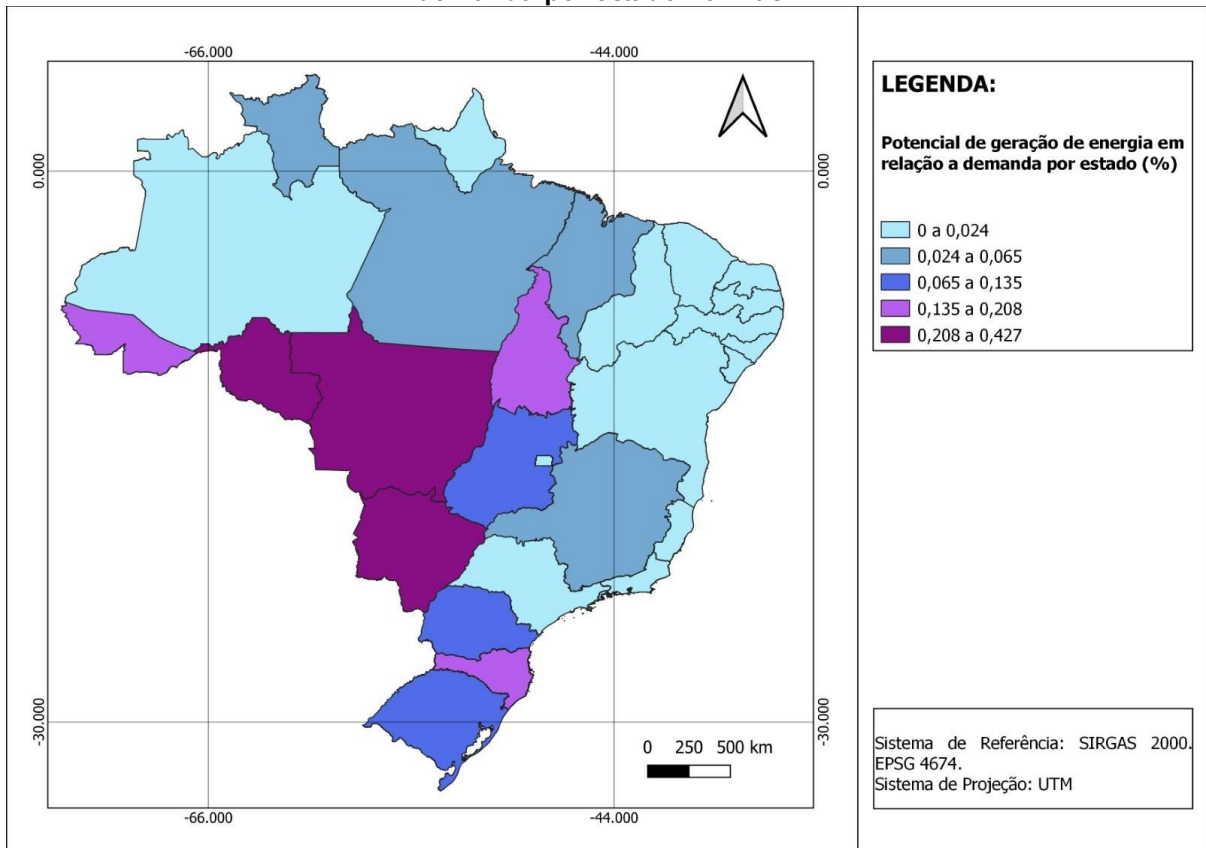 -66.000 -44.000
0.000 0.000
LEGENDA:
Potencial de geração de energia em
relação a demanda por estado (%)
0 a 0,024
0,024 a 0,065
0,065 a 0,135
0,135 a 0,208
0,208 a 0,427
-30.000 -30.000
0 250 500 km
-66.000 -44.000
Sistema de Referência: SIRGAS 2000.
EPSG 4674.
Sistema de Projeção: UTM